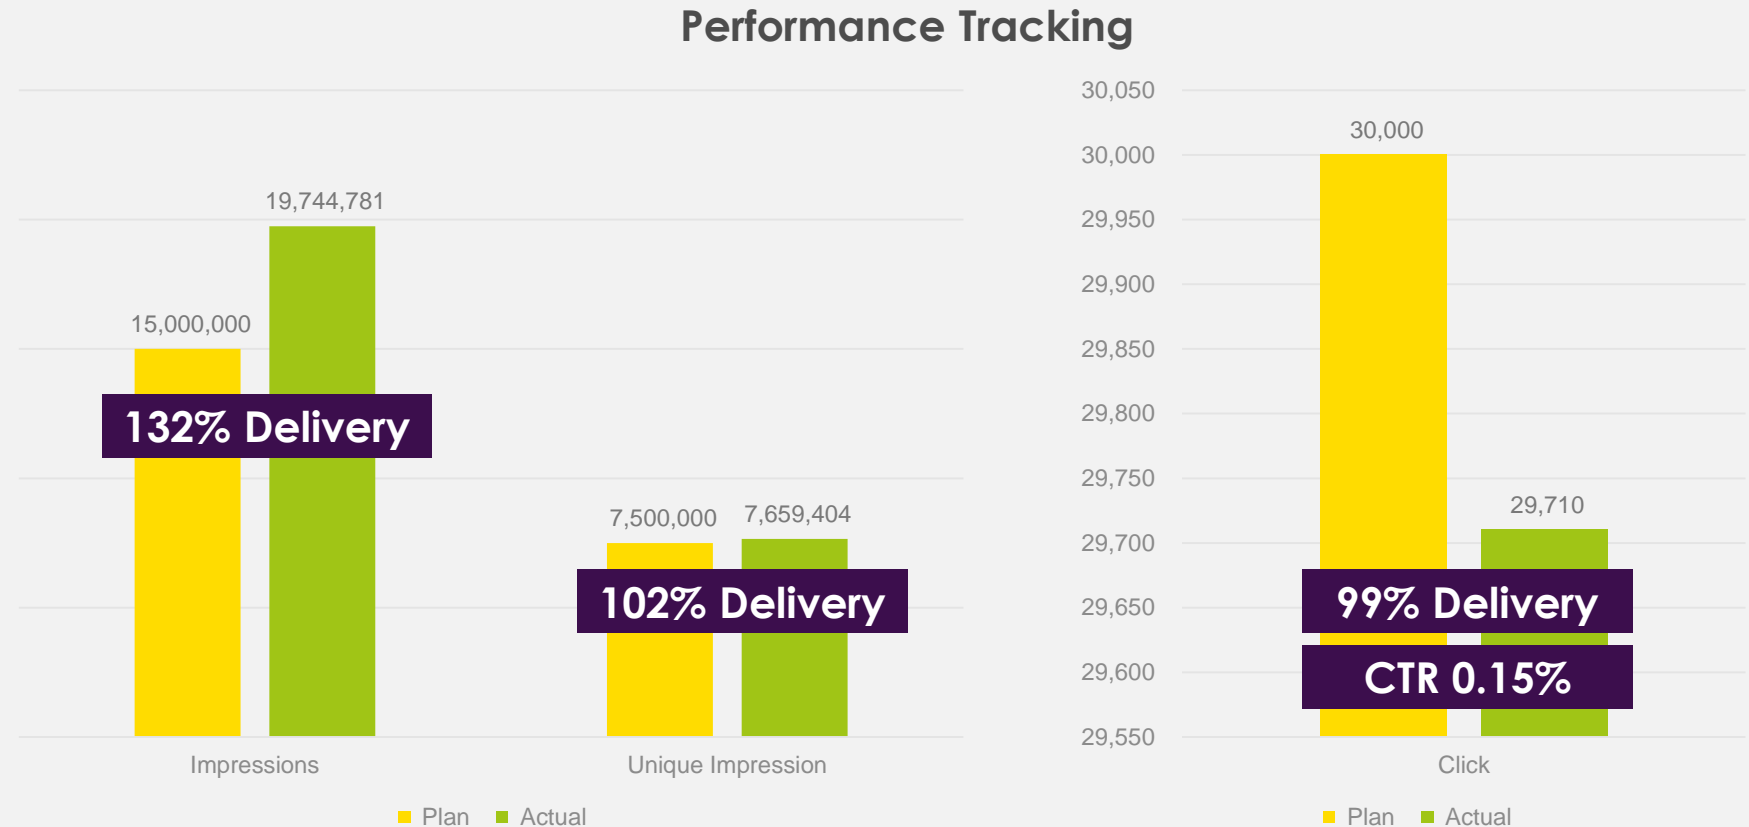 Performance Tracking
19,744,781
15,000,000
132% Delivery
7,500,000
7,659,404
102% Delivery
Impressions
Unique Impression
Plan
Actual
30,050
30,000
29,950
29,900
29,850
29,800
29,750
29,700
29,650
29,600
29,550
30,000
29,710
99% Delivery
CTR 0.15%
Click
Plan
Actual